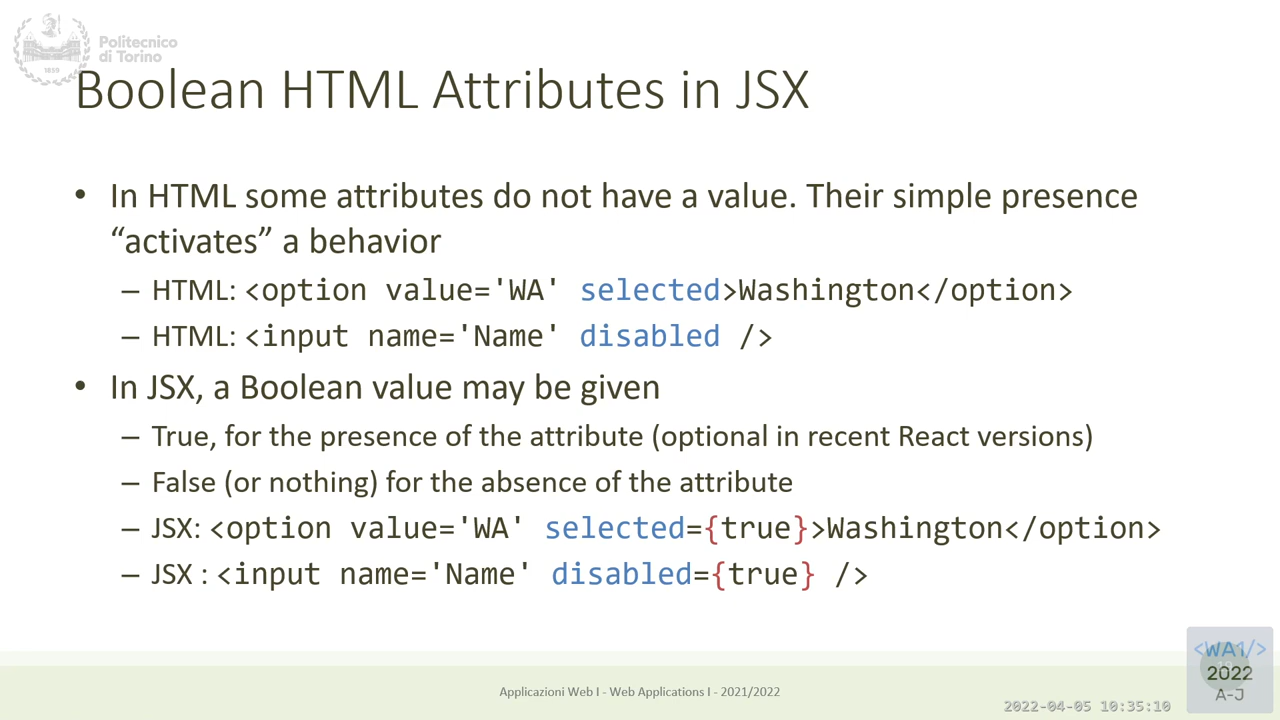 Politecnico
di Torino
1859
Boolean HTML Attributes in JSX
• In HTML some attributes do not have a value. Their simple presence
“activates” a behavior
– HTML: <option value='WA' selected>Washington</option>
– HTML: <input name='Name' disabled />
• In JSX, a Boolean value may be given
– True, for the presence of the attribute (optional in recent React versions)
– False (or nothing) for the absence of the attribute
– JSX: <option value='WA' selected={true}>Washington</option>
– JSX : <input name='Name' disabled={true} />
Applicazioni Web I - Web Applications I - 2021/2022
2022-04-05 10:35:10
<WA1/>
2022
A-J